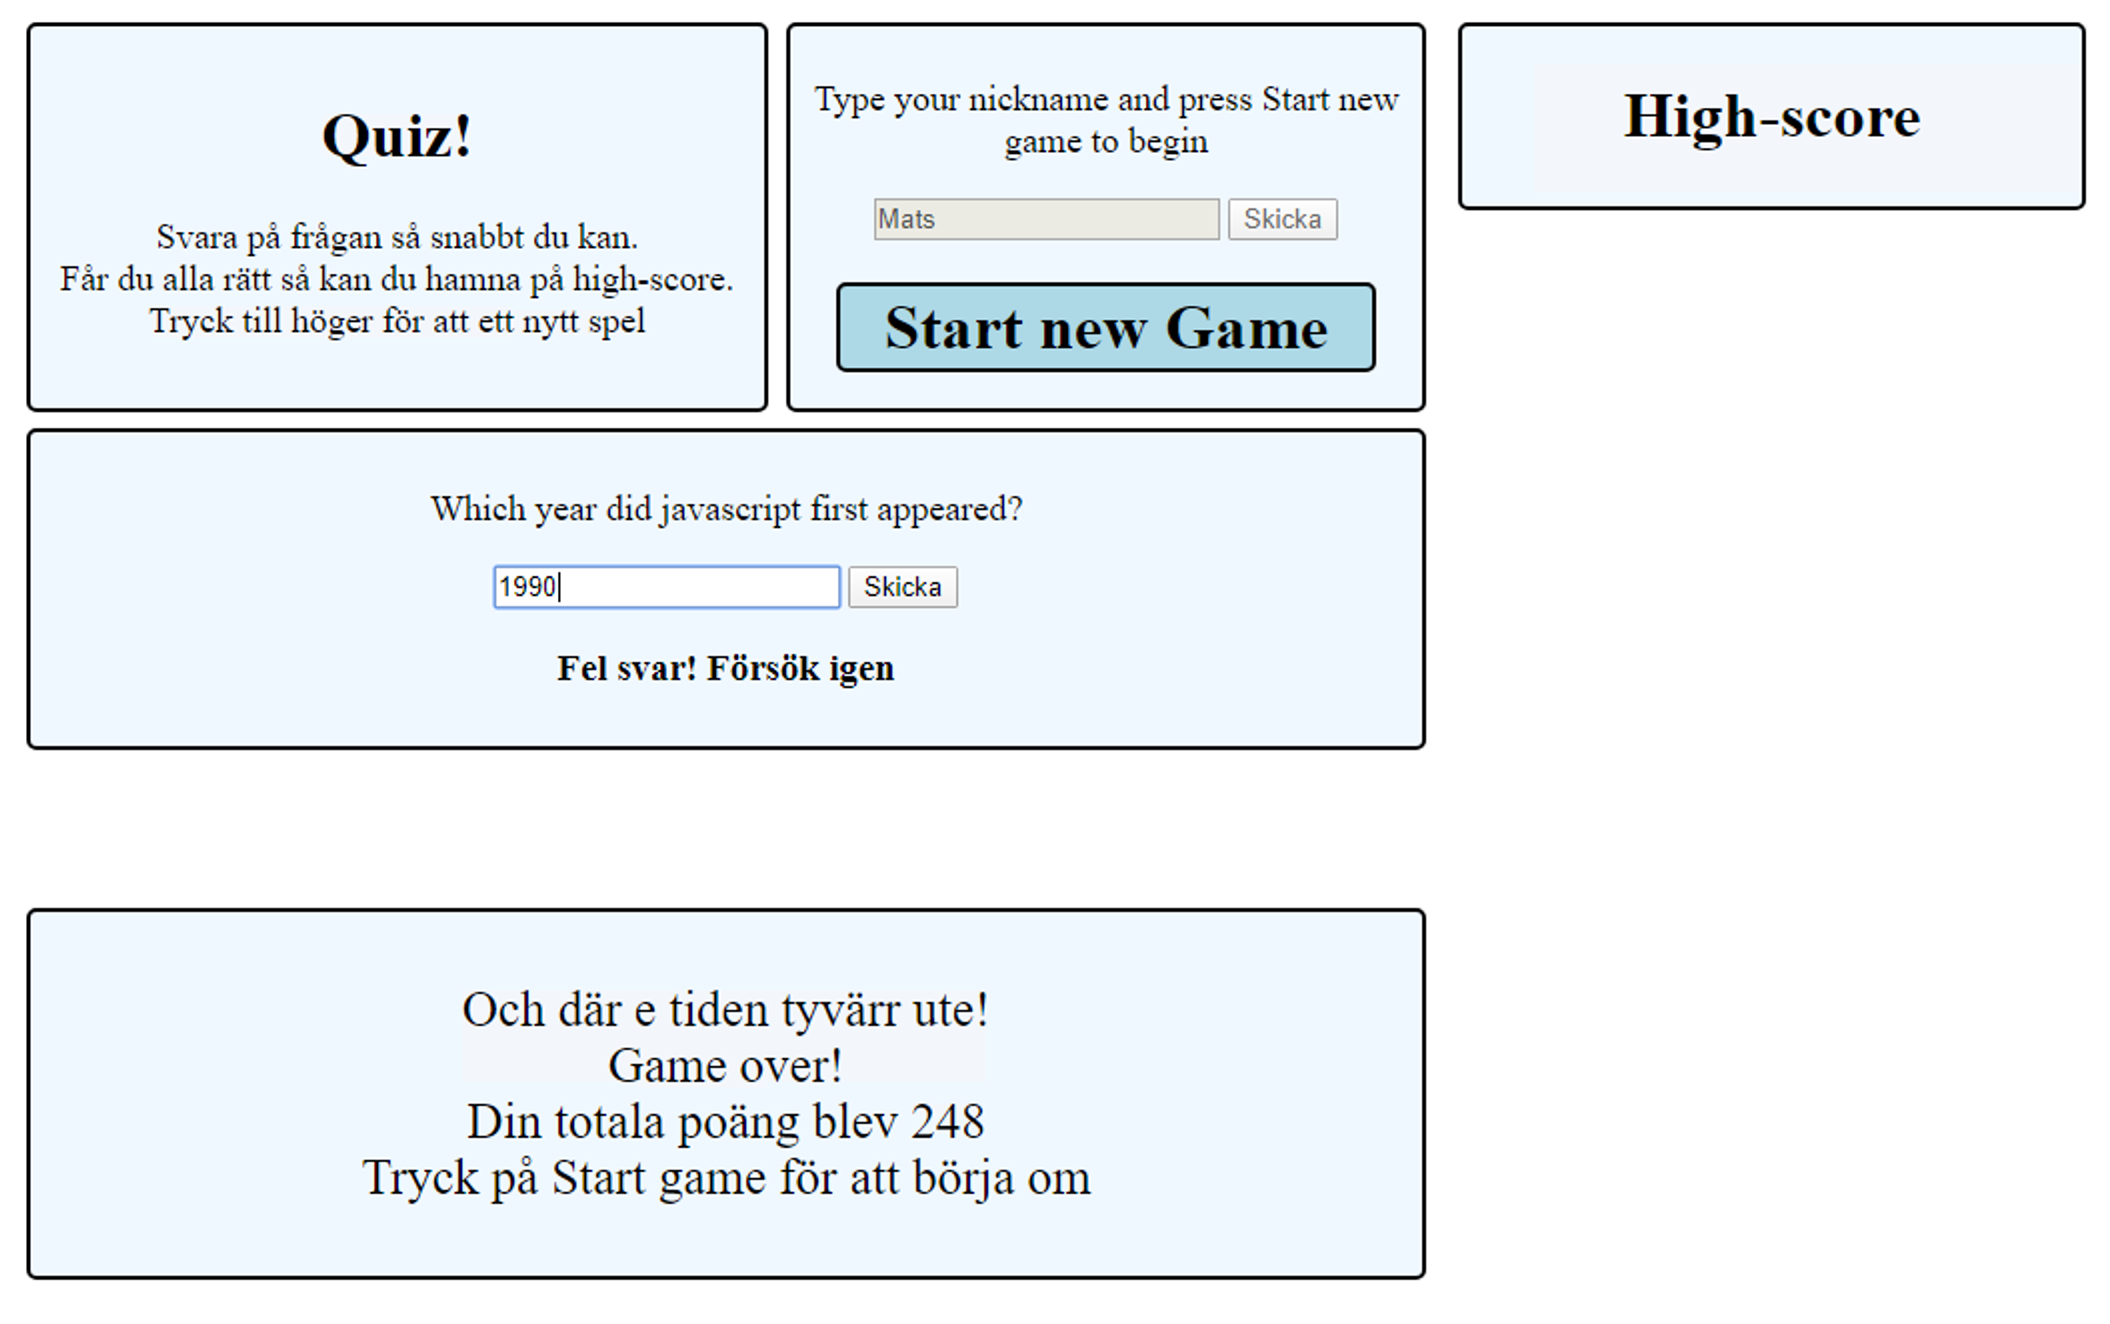 Quiz!
Svara på frågan så snabbt du kan.
Får du alla rätt så kan du hamna på high-score.
Tryck till höger för att ett nytt spel
Type your nickname and press Start new
game to begin
Mats Skicka
Start new Game
High-score
Which year did javascript first appeared?
1990 Skicka
Fel svar! Försök igen
Och där e tiden tyvärr ute!
Game over!
Din totala poäng blev 248
Tryck på Start game för att börja om